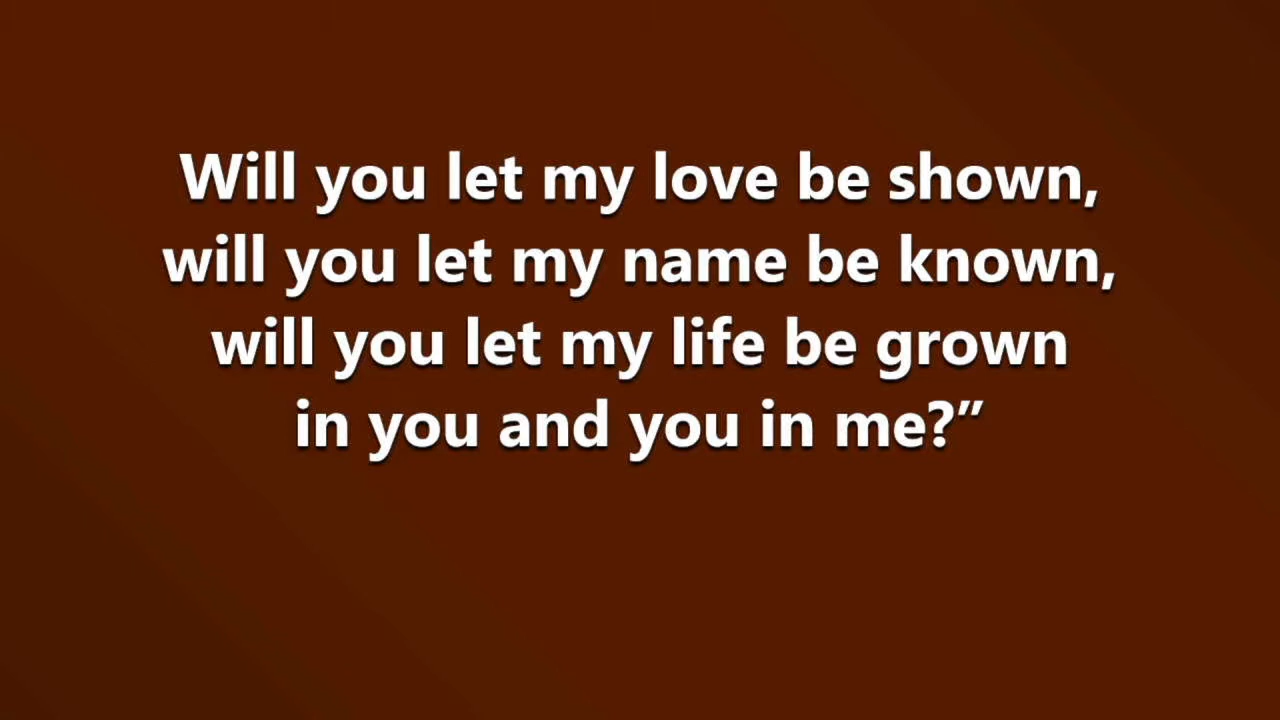 Will you let my love be shown,
will you let my name be known,
will you let my life be grown
in you and you in me?”